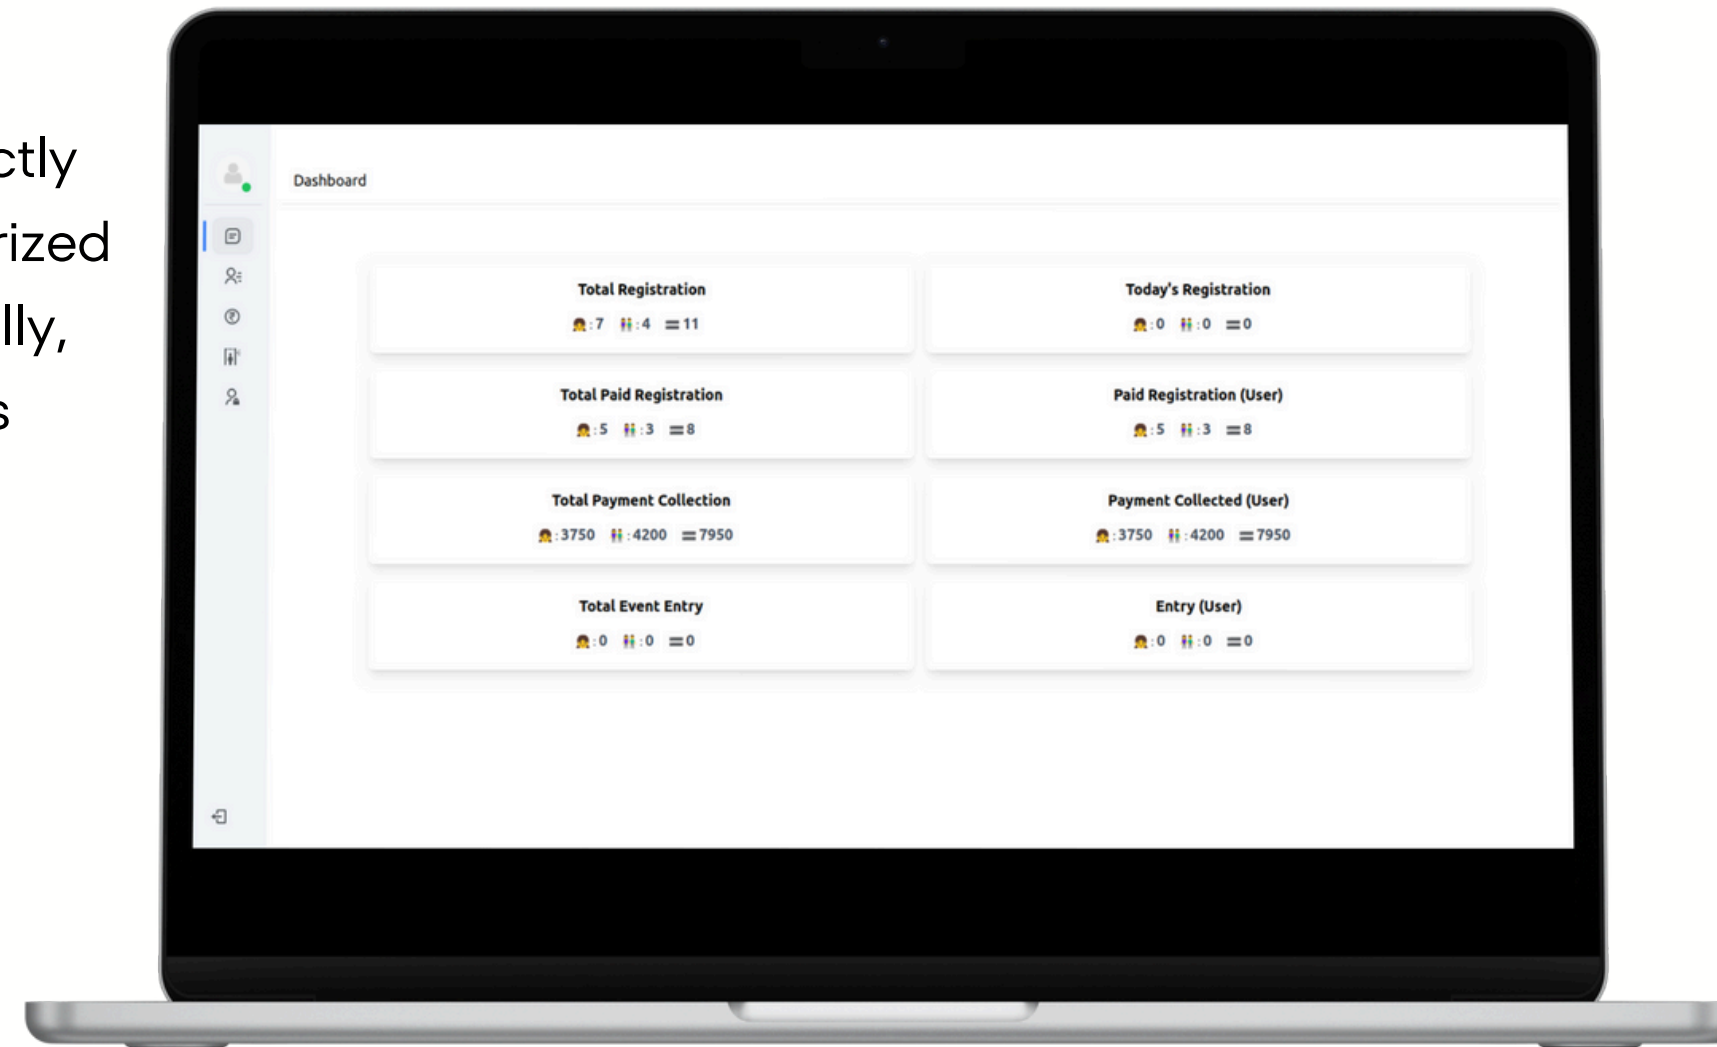 ctly
rized
lly,
s
Dashboard
Total Registration
👧:7 👫:4 =11
Today's Registration
👧:0 👫:0 =0
Total Paid Registration
👧:5 👫:3 =8
Paid Registration (User)
👧:5 👫:3 =8
Total Payment Collection
👧:3750 👫:4200 =7950
Payment Collected (User)
👧:3750 👫:4200 =7950
Total Event Entry
👧:0 👫:0 =0
Entry (User)
👧:0 👫:0 =0